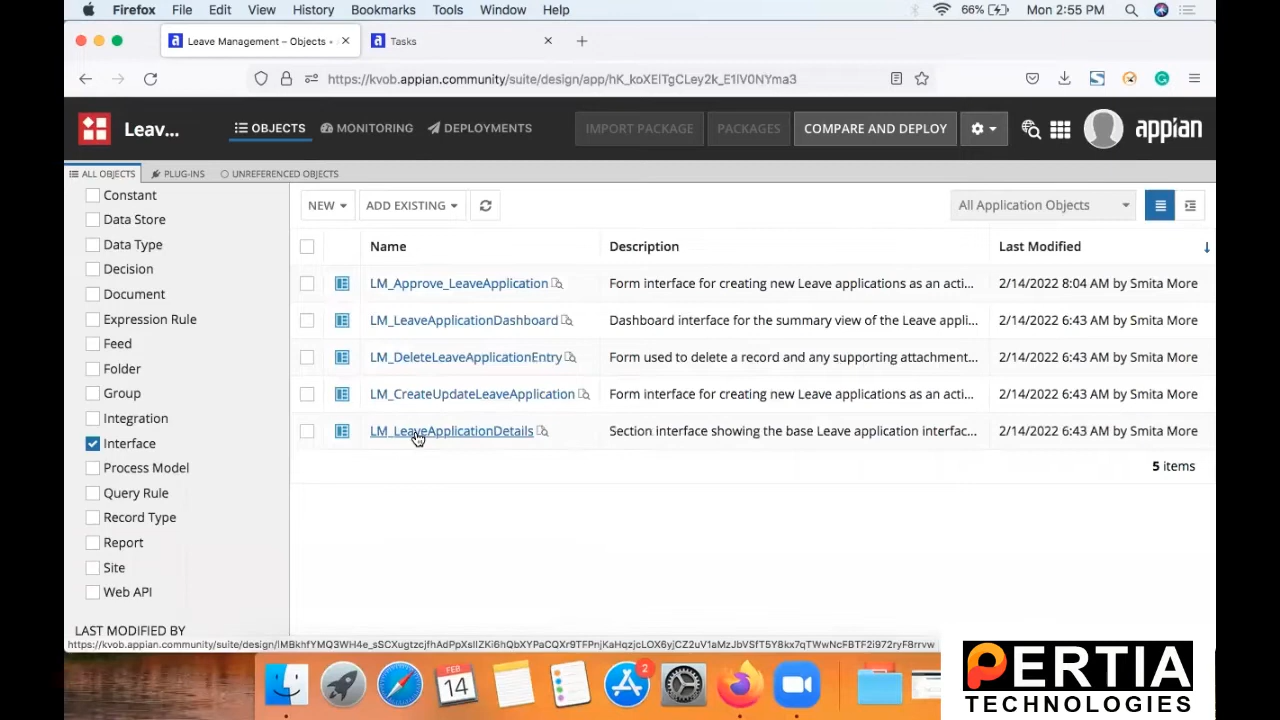 Firefox File Edit View History Bookmarks Tools Window Help 66% Mon 2:55 PM
Leave Management – Objects - Tasks
https://kvob.appian.community/suite/design/app/hK_koXElTgCLey2k_E1lV0NYma3
Leav... OBJECTS MONITORING DEPLOYMENTS IMPORT PACKAGE PACKAGES COMPARE AND DEPLOY appian
ALL OBJECTS PLUG-INS UNREFERENCED OBJECTS
Constant
Data Store
Data Type
Decision
Document
Expression Rule
Feed
Folder
Group
Integration
Interface
Process Model
Query Rule
Record Type
Report
Site
Web API
LAST MODIFIED BY
NEW ADD EXISTING All Application Objects
Name Description Last Modified
LM_Approve_LeaveApplication Form interface for creating new Leave applications as an acti... 2/14/2022 8:04 AM by Smita More
LM_LeaveApplicationDashboard Dashboard interface for the summary view of the Leave appli... 2/14/2022 6:43 AM by Smita More
LM_DeleteLeaveApplicationEntry Form used to delete a record and any supporting attachment... 2/14/2022 6:43 AM by Smita More
LM_CreateUpdateLeaveApplication Form interface for creating new Leave applications as an acti... 2/14/2022 6:43 AM by Smita More
LM_LeaveApplicationDetails Section interface showing the base Leave application interfac... 2/14/2022 6:43 AM by Smita More
5 items
FEB
14
2
PERTIA
TECHNOLOGIES